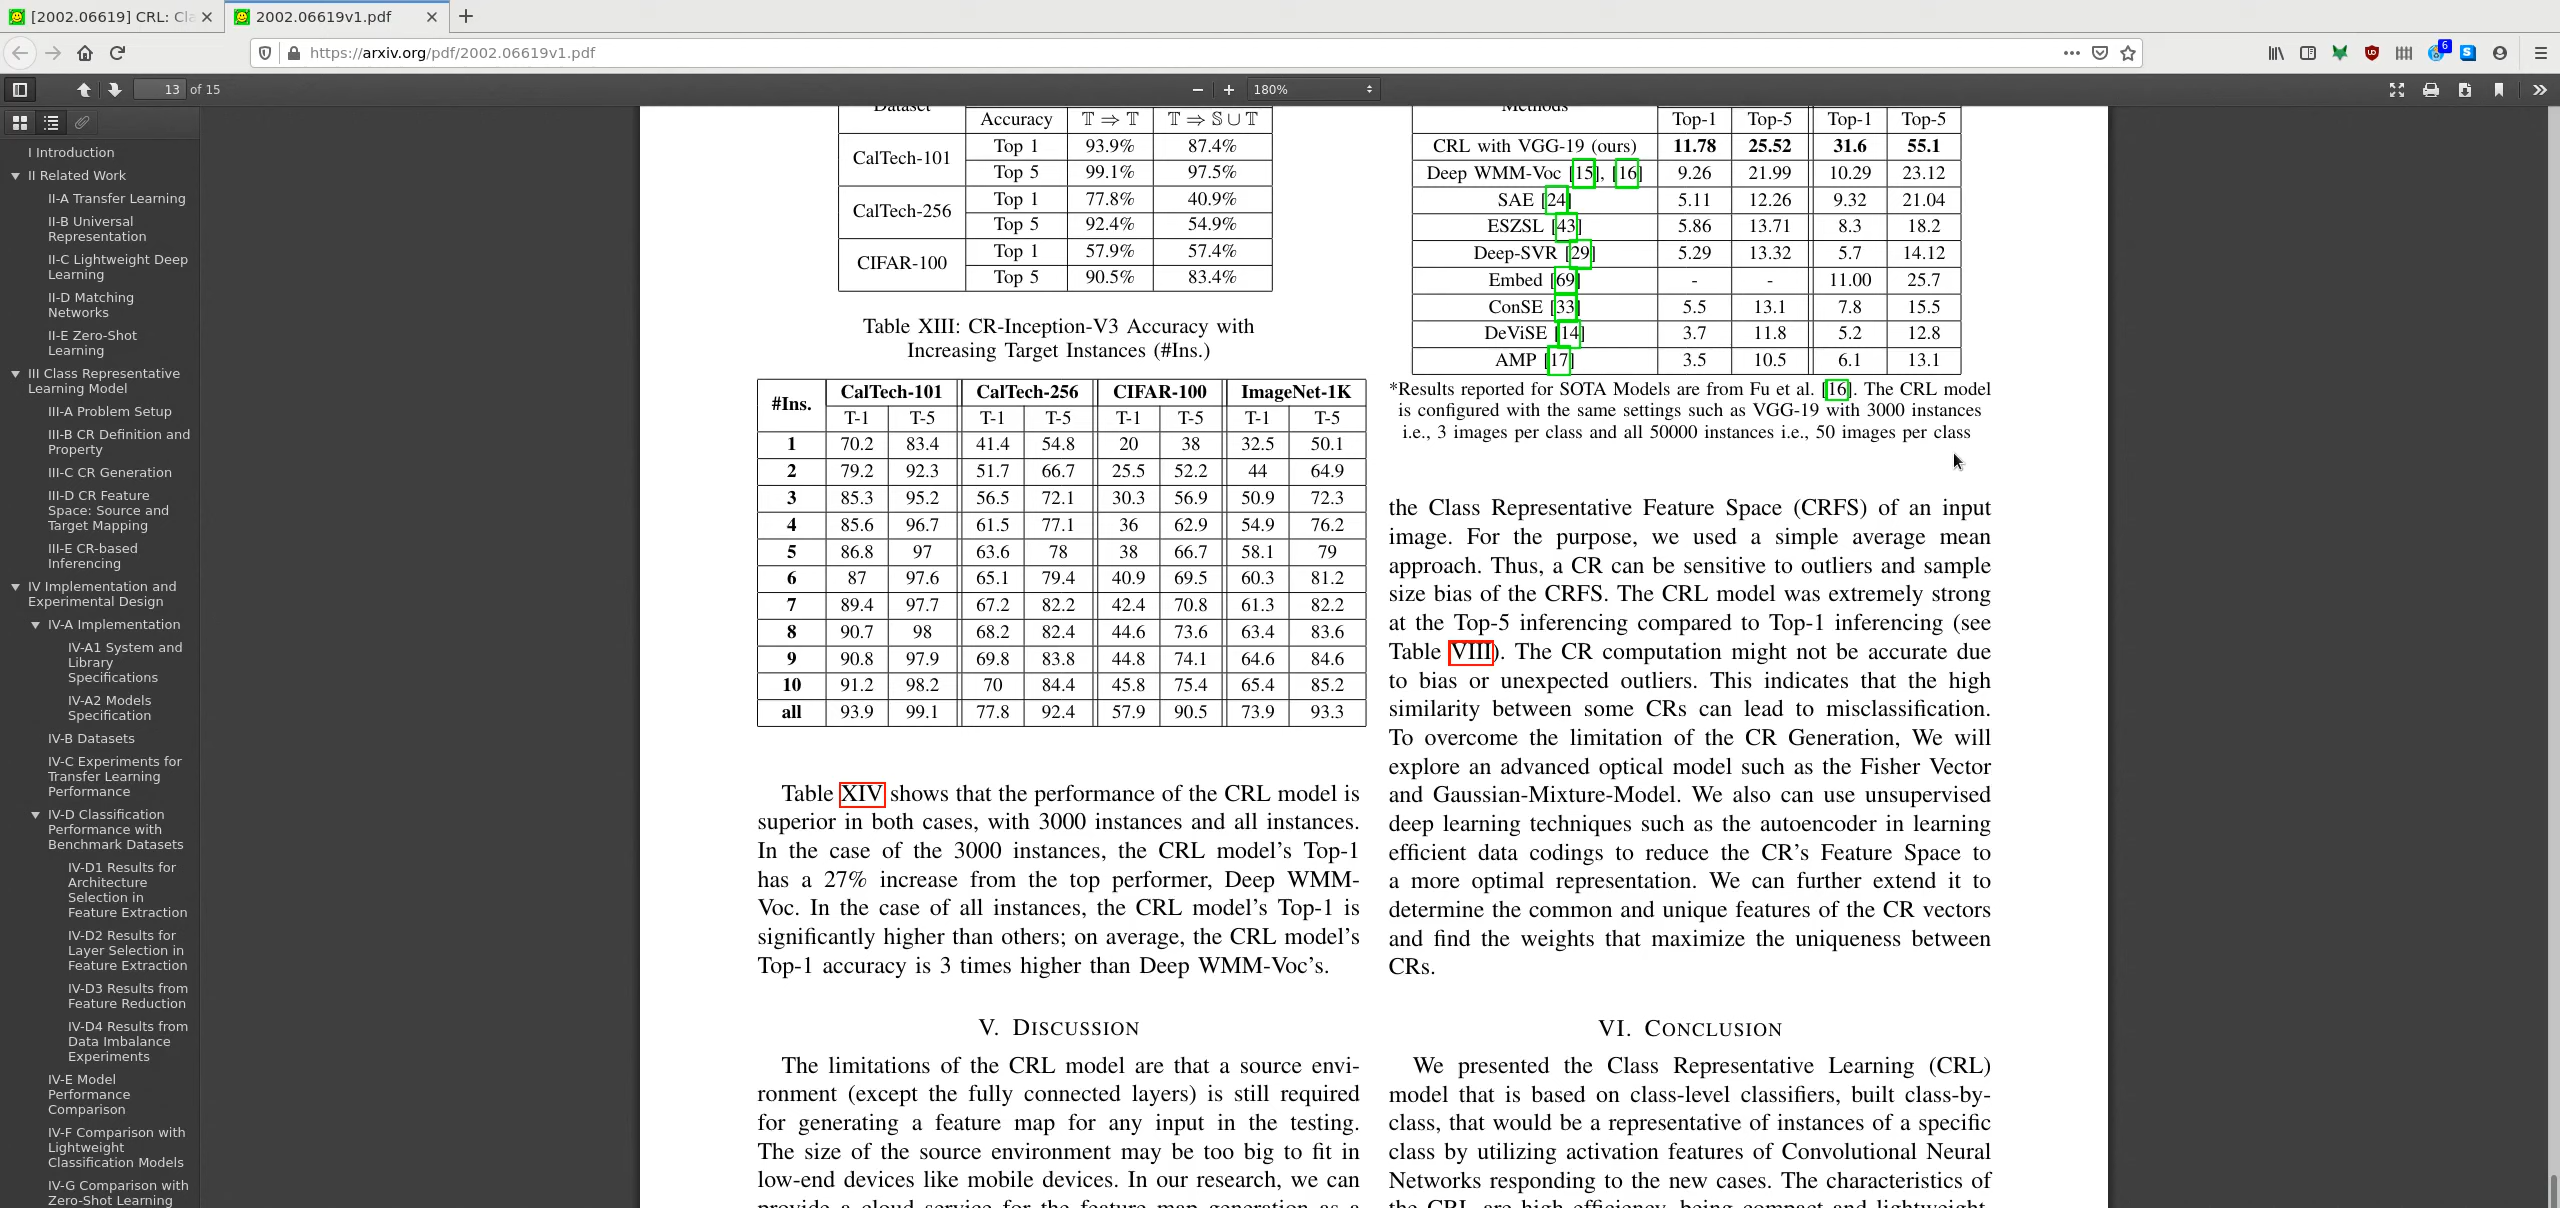 [2002.06619] CRL: Cla
2002.06619v1.pdf
https://arxiv.org/pdf/2002.06619v1.pdf
6
13 of 15
180%
I Introduction
II Related Work
II-A Transfer Learning
II-B Universal
Representation
II-C Lightweight Deep
Learning
II-D Matching
Networks
II-E Zero-Shot
Learning
III Class Representative
Learning Model
III-A Problem Setup
III-B CR Definition and
Property
III-C CR Generation
III-D CR Feature
Space: Source and
Target Mapping
III-E CR-based
Inferencing
IV Implementation and
Experimental Design
IV-A Implementation
IV-A1 System and
Library
Specifications
IV-A2 Models
Specification
IV-B Datasets
IV-C Experiments for
Transfer Learning
Performance
IV-D Classification
Performance with
Benchmark Datasets
IV-D1 Results for
Architecture
Selection in
Feature Extraction
IV-D2 Results for
Layer Selection in
Feature Extraction
IV-D3 Results from
Feature Reduction
IV-D4 Results from
Data Imbalance
Experiments
IV-E Model
Performance
Comparison
IV-F Comparison with
Lightweight
Classification Models
IV-G Comparison with
Zero-Shot Learning
Dataset
Accuracy 𝕋 ⇒ 𝕋 𝕋 ⇒ 𝕊 ∪ 𝕋
CalTech-101
Top 1 93.9% 87.4%
Top 5 99.1% 97.5%
CalTech-256
Top 1 77.8% 40.9%
Top 5 92.4% 54.9%
CIFAR-100
Top 1 57.9% 57.4%
Top 5 90.5% 83.4%
Table XIII: CR-Inception-V3 Accuracy with
Increasing Target Instances (#Ins.)
#Ins. CalTech-101 CalTech-256 CIFAR-100 ImageNet-1K
T-1 T-5 T-1 T-5 T-1 T-5 T-1 T-5
1 70.2 83.4 41.4 54.8 20 38 32.5 50.1
2 79.2 92.3 51.7 66.7 25.5 52.2 44 64.9
3 85.3 95.2 56.5 72.1 30.3 56.9 50.9 72.3
4 85.6 96.7 61.5 77.1 36 62.9 54.9 76.2
5 86.8 97 63.6 78 38 66.7 58.1 79
6 87 97.6 65.1 79.4 40.9 69.5 60.3 81.2
7 89.4 97.7 67.2 82.2 42.4 70.8 61.3 82.2
8 90.7 98 68.2 82.4 44.6 73.6 63.4 83.6
9 90.8 97.9 69.8 83.8 44.8 74.1 64.6 84.6
10 91.2 98.2 70 84.4 45.8 75.4 65.4 85.2
all 93.9 99.1 77.8 92.4 57.9 90.5 73.9 93.3
Table XIV shows that the performance of the CRL model is
superior in both cases, with 3000 instances and all instances.
In the case of the 3000 instances, the CRL model's Top-1
has a 27% increase from the top performer, Deep WMM-
Voc. In the case of all instances, the CRL model's Top-1 is
significantly higher than others; on average, the CRL model's
Top-1 accuracy is 3 times higher than Deep WMM-Voc's.
V. DISCUSSION
The limitations of the CRL model are that a source envi-
ronment (except the fully connected layers) is still required
for generating a feature map for any input in the testing.
The size of the source environment may be too big to fit in
low-end devices like mobile devices. In our research, we can
provide a cloud service for the feature map generation as a
Methods
Top-1 Top-5 Top-1 Top-5
CRL with VGG-19 (ours) 11.78 25.52 31.6 55.1
Deep WMM-Voc [15], [16] 9.26 21.99 10.29 23.12
SAE [24] 5.11 12.26 9.32 21.04
ESZSL [43] 5.86 13.71 8.3 18.2
Deep-SVR [29] 5.29 13.32 5.7 14.12
Embed [69] - - 11.00 25.7
ConSE [33] 5.5 13.1 7.8 15.5
DeViSE [14] 3.7 11.8 5.2 12.8
AMP [17] 3.5 10.5 6.1 13.1
*Results reported for SOTA Models are from Fu et al. [16]. The CRL model
is configured with the same settings such as VGG-19 with 3000 instances
i.e., 3 images per class and all 50000 instances i.e., 50 images per class
the Class Representative Feature Space (CRFS) of an input
image. For the purpose, we used a simple average mean
approach. Thus, a CR can be sensitive to outliers and sample
size bias of the CRFS. The CRL model was extremely strong
at the Top-5 inferencing compared to Top-1 inferencing (see
Table VIII). The CR computation might not be accurate due
to bias or unexpected outliers. This indicates that the high
similarity between some CRs can lead to misclassification.
To overcome the limitation of the CR Generation, We will
explore an advanced optical model such as the Fisher Vector
and Gaussian-Mixture-Model. We also can use unsupervised
deep learning techniques such as the autoencoder in learning
efficient data codings to reduce the CR's Feature Space to
a more optimal representation. We can further extend it to
determine the common and unique features of the CR vectors
and find the weights that maximize the uniqueness between
CRs.
VI. CONCLUSION
We presented the Class Representative Learning (CRL)
model that is based on class-level classifiers, built class-by-
class, that would be a representative of instances of a specific
class by utilizing activation features of Convolutional Neural
Networks responding to the new cases. The characteristics of
the CRL are high efficiency, being compact and lightweight,